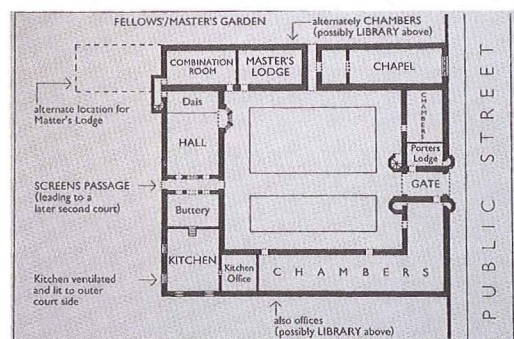 FELLOWS'/MASTER'S GARDEN
alternately CHAMBERS
(possibly LIBRARY above)
COMBINATION
ROOM
MASTER'S
LODGE
CHAPEL
alternate location for
Master's Lodge
Dais
HALL
CHAMBERS
Porters
Lodge
GATE
PUBLIC STREET
SCREENS PASSAGE
(leading to a
later second court)
Buttery
KITCHEN
Kitchen
Office
CHAMBERS
Kitchen ventilated
and lit to outer
court side
also offices
(possibly LIBRARY above)